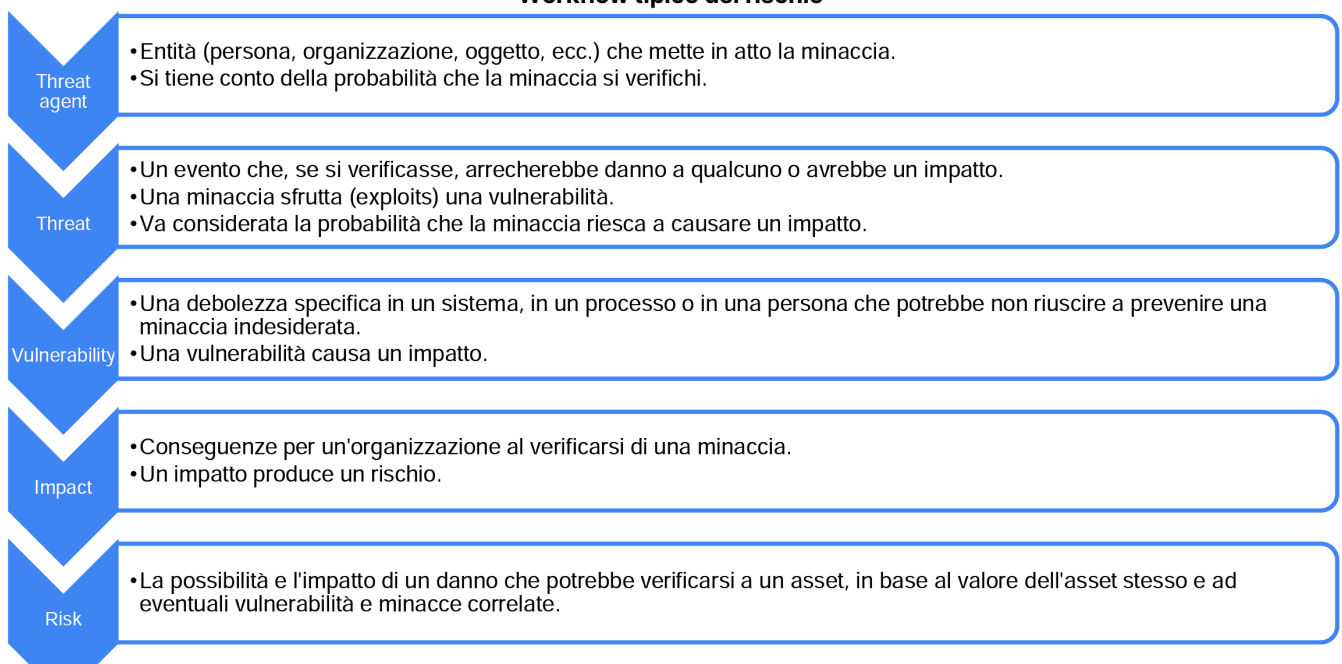 Workflow tipico del rischio
Threat
agent
•Entità (persona, organizzazione, oggetto, ecc.) che mette in atto la minaccia.
•Si tiene conto della probabilità che la minaccia si verifichi.
Threat
•Un evento che, se si verificasse, arrecherebbe danno a qualcuno o avrebbe un impatto.
•Una minaccia sfrutta (exploits) una vulnerabilità.
•Va considerata la probabilità che la minaccia riesca a causare un impatto.
Vulnerability
•Una debolezza specifica in un sistema, in un processo o in una persona che potrebbe non riuscire a prevenire una
minaccia indesiderata.
•Una vulnerabilità causa un impatto.
Impact
•Conseguenze per un'organizzazione al verificarsi di una minaccia.
•Un impatto produce un rischio.
Risk
•La possibilità e l'impatto di un danno che potrebbe verificarsi a un asset, in base al valore dell'asset stesso e ad
eventuali vulnerabilità e minacce correlate.